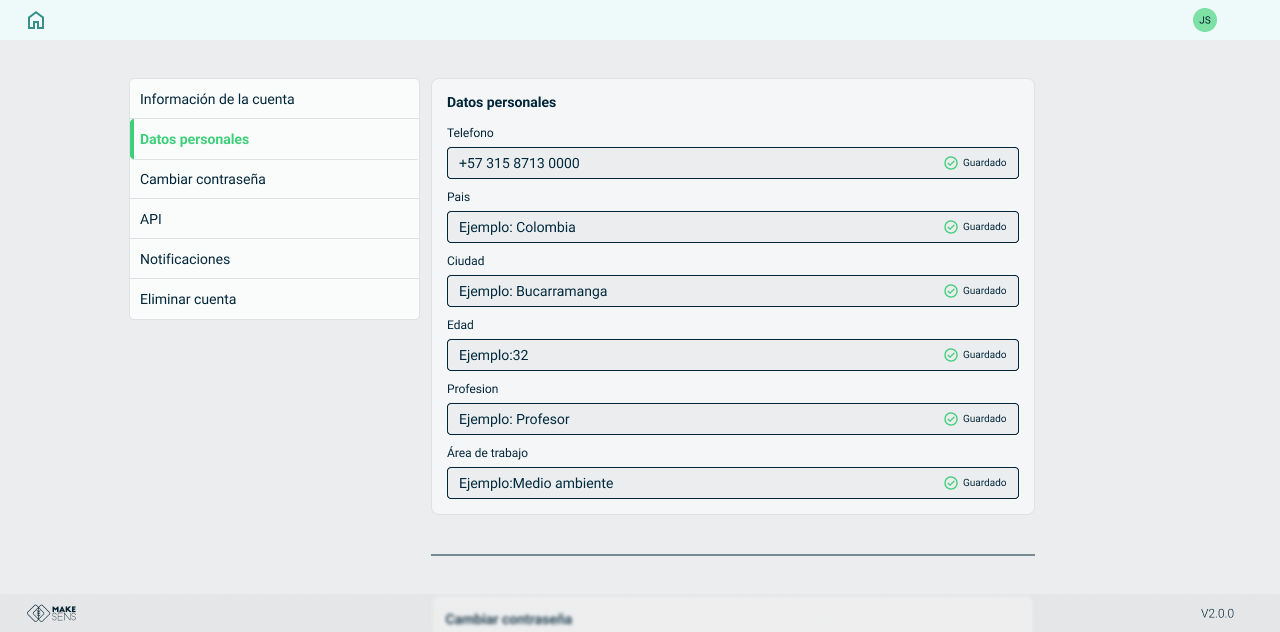 JS
Información de la cuenta
Datos personales
Cambiar contraseña
API
Notificaciones
Eliminar cuenta
Datos personales
Telefono
+57 315 8713 0000 Guardado
Pais
Ejemplo: Colombia Guardado
Ciudad
Ejemplo: Bucarramanga Guardado
Edad
Ejemplo:32 Guardado
Profesion
Ejemplo: Profesor Guardado
Área de trabajo
Ejemplo:Medio ambiente Guardado
Cambiar contraseña
MAKE
SENS
V2.0.0